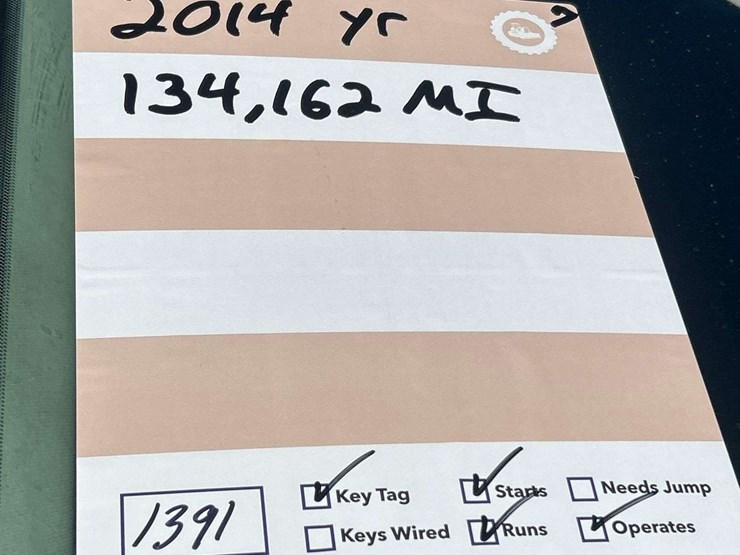 2014 yr
134,162 MI
1391
Key Tag
Starts
Needs Jump
Keys Wired
Runs
Operates